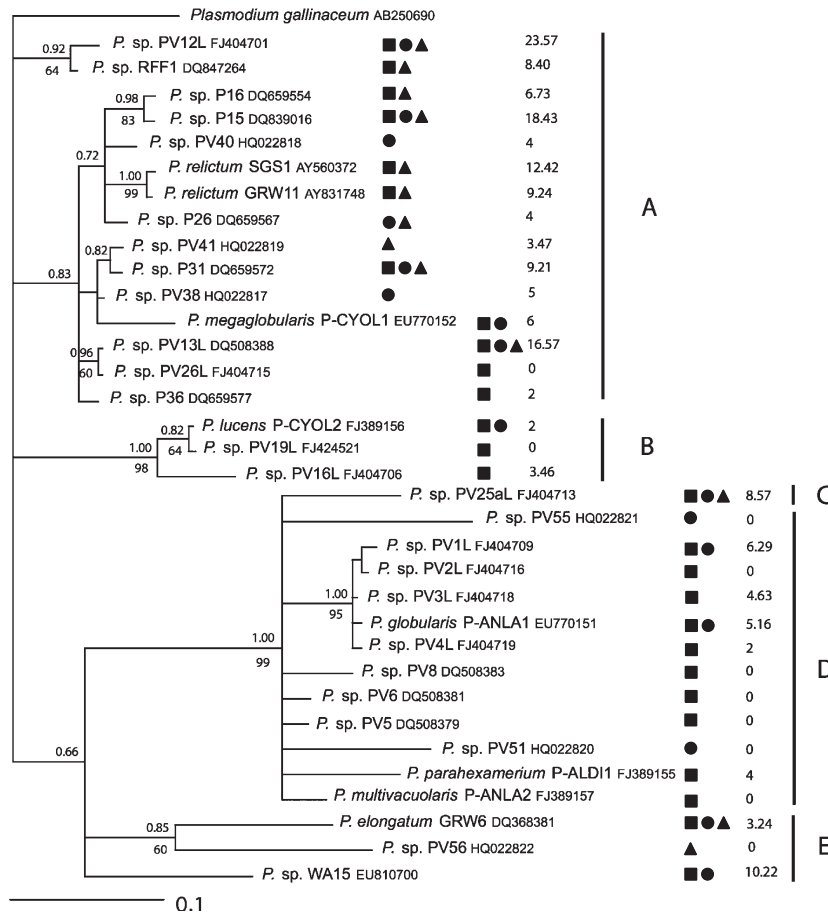 Plasmodium gallinaceum AB250690
0.92
64
P. sp. PV12L FJ404701 23.57
P. sp. RFF1 DQ847264 8.40
0.98
83
P. sp. P16 DQ659554 6.73
P. sp. P15 DQ839016 18.43
P. sp. PV40 HQ022818 4
0.72
1.00
99
P. relictum SGS1 AY560372 12.42
P. relictum GRW11 AY831748 9.24
A
P. sp. P26 DQ659567 4
P. sp. PV41 HQ022819 3.47
0.82
P. sp. P31 DQ659572 9.21
0.83
P. sp. PV38 HQ022817 5
P. megaglobularis P-CYOL1 EU770152 6
P. sp. PV13L DQ508388 16.57
0.96
60
P. sp. PV26L FJ404715 0
P. sp. P36 DQ659577 2
0.82
64
P. lucens P-CYOL2 FJ389156 2
P. sp. PV19L FJ424521 0
B
1.00
98
P. sp. PV16L FJ404706 3.46
P. sp. PV25aL FJ404713 8.57
C
P. sp. PV55 HQ022821 0
P. sp. PV1L FJ404709 6.29
P. sp. PV2L FJ404716 0
1.00
95
P. sp. PV3L FJ404718 4.63
P. globularis P-ANLA1 EU770151 5.16
P. sp. PV4L FJ404719 2
1.00
99
P. sp. PV8 DQ508383 0
D
P. sp. PV6 DQ508381 0
P. sp. PV5 DQ508379 0
P. sp. PV51 HQ022820 0
0.66
P. parahexamerium P-ALDI1 FJ389155 4
P. multivacuolaris P-ANLA2 FJ389157 0
0.85
60
P. elongatum GRW6 DQ368381 3.24
P. sp. PV56 HQ022822 0
E
P. sp. WA15 EU810700 10.22
0.1